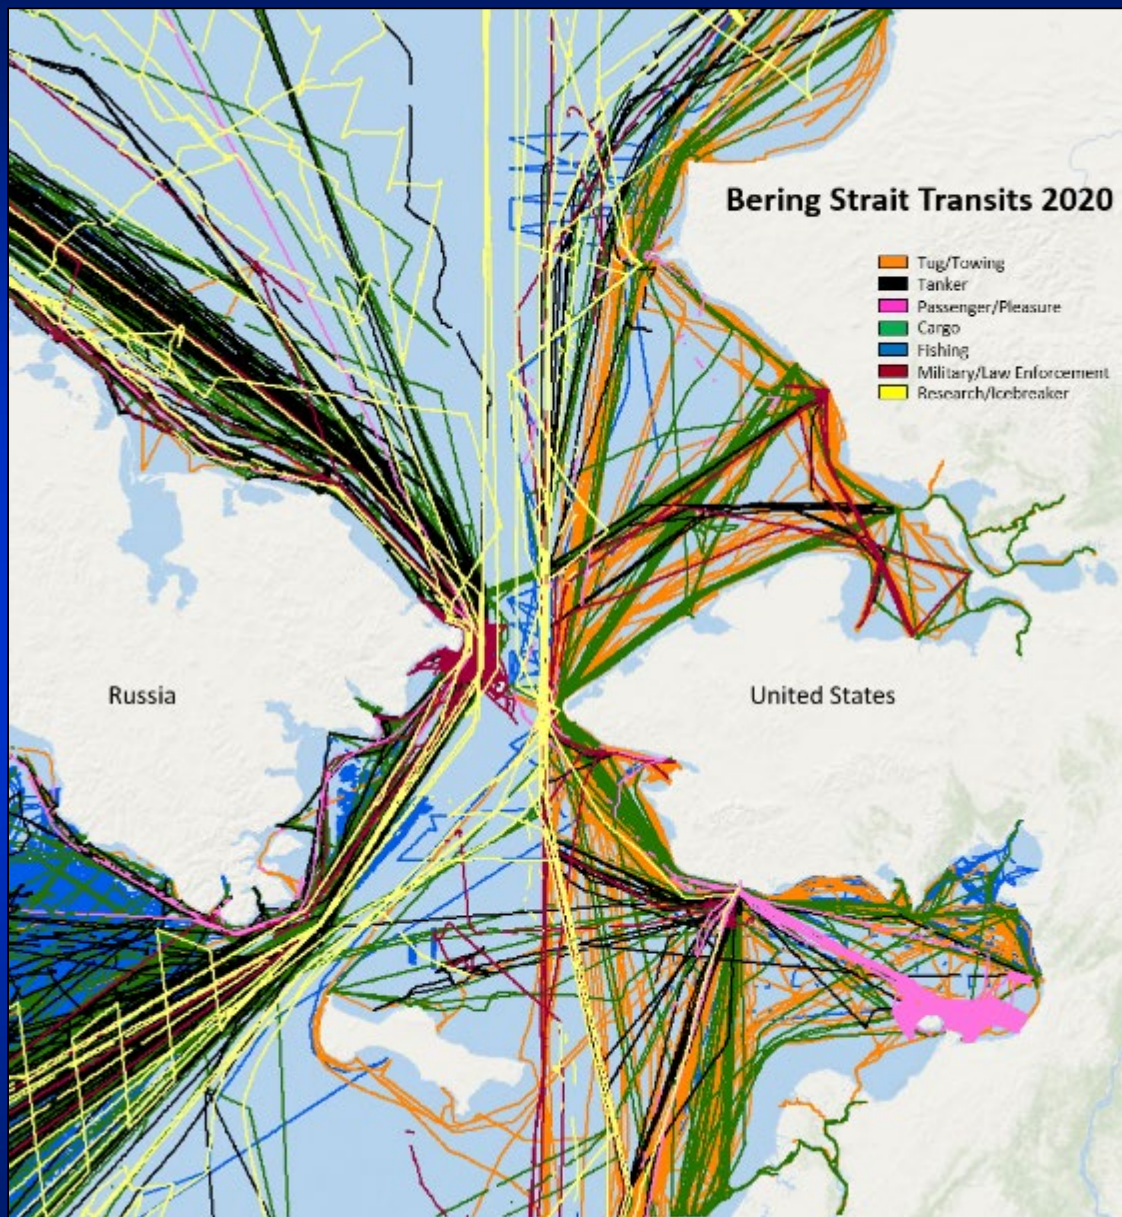 Bering Strait Transits 2020
Tug/Towing
Tanker
Passenger/Pleasure
Cargo
Fishing
Military/Law Enforcement
Research/Icebreaker
Russia
United States